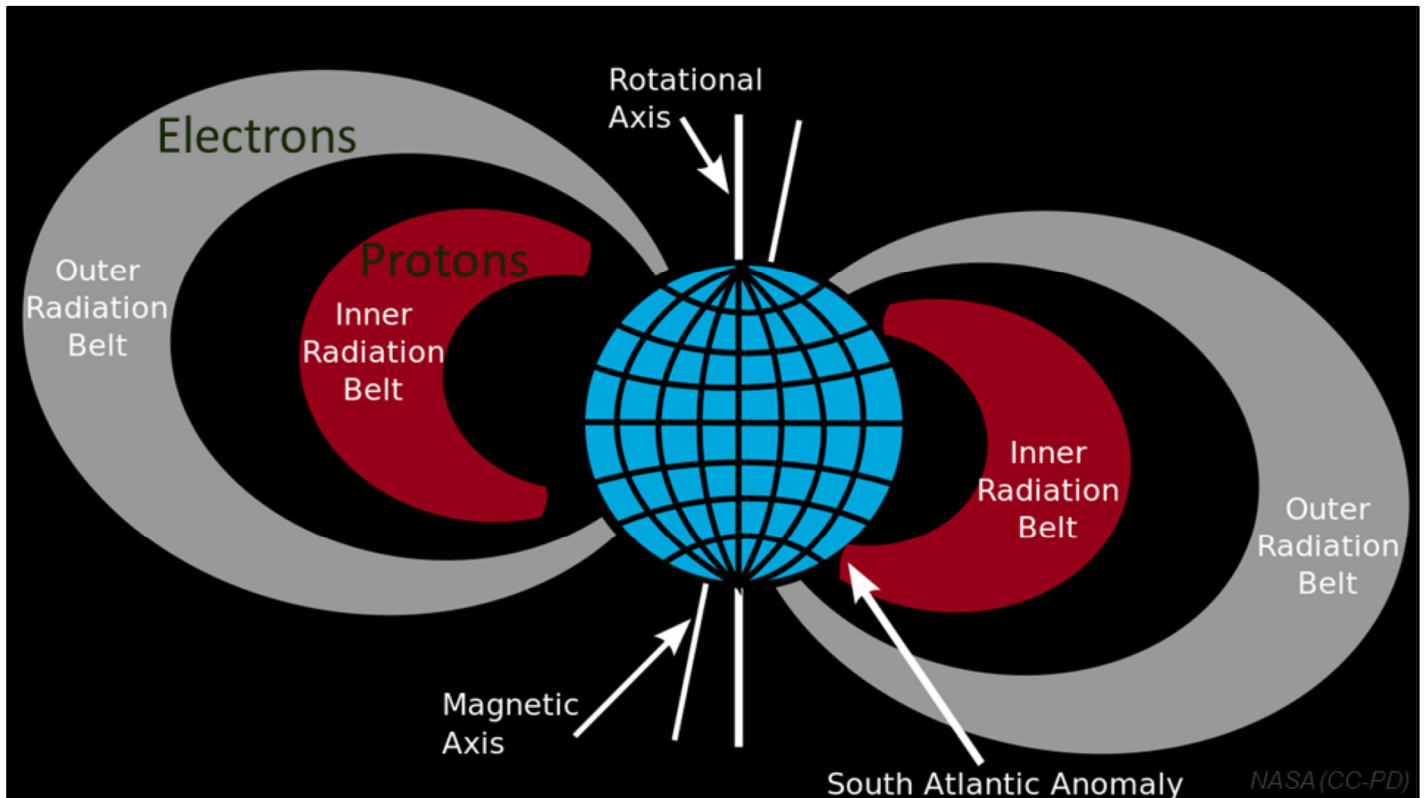 Rotational
Axis
Electrons
Protons
Outer
Radiation
Belt
Inner
Radiation
Belt
Inner
Radiation
Belt
Outer
Radiation
Belt
Magnetic
Axis
South Atlantic Anomaly
NASA (CC-PD)